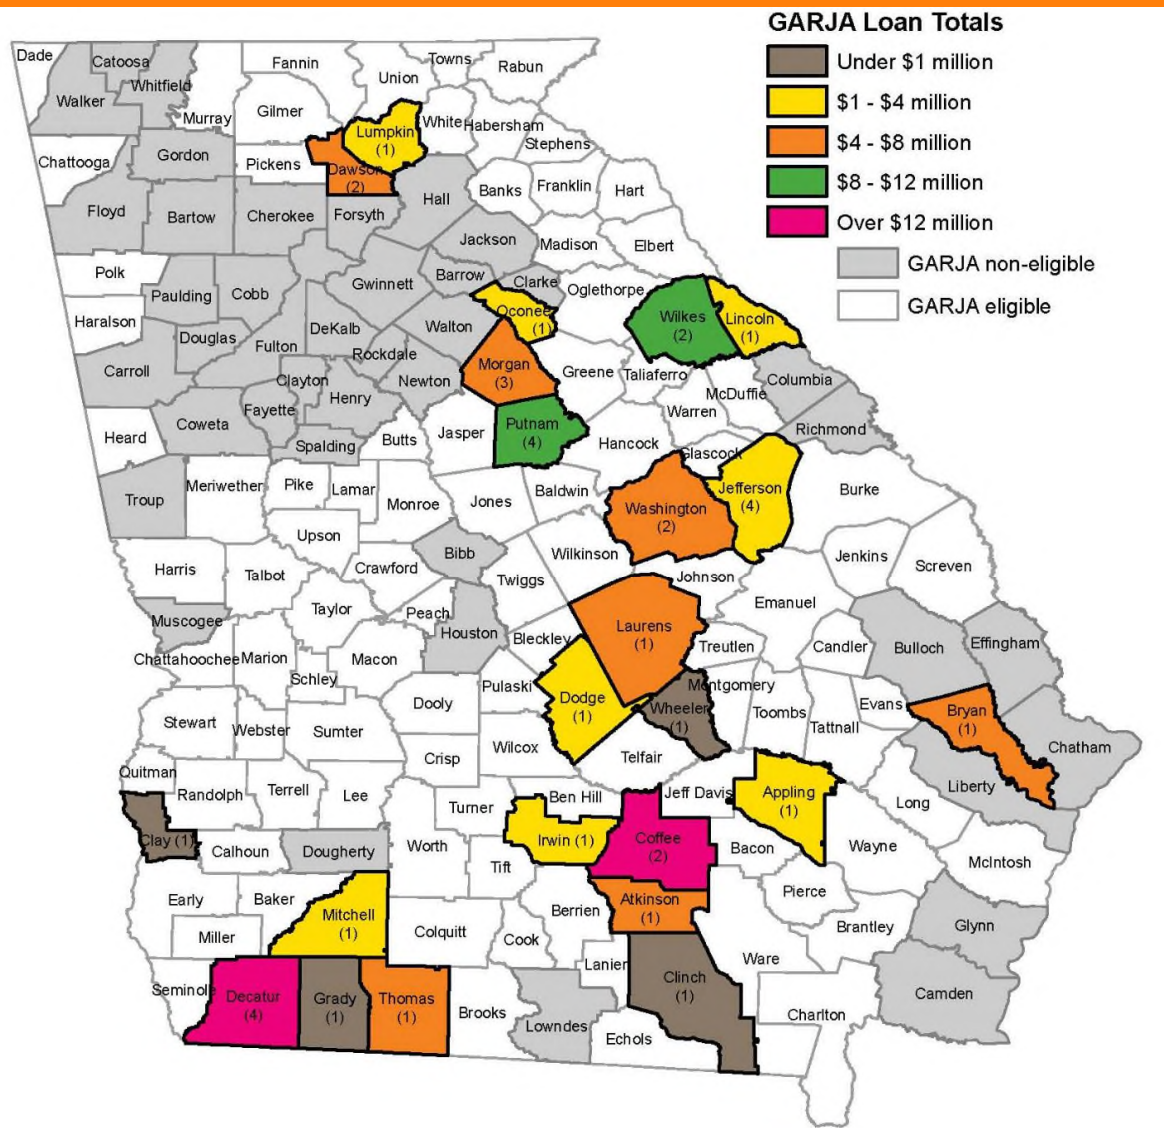 GARJA Loan Totals
Under $1 million
$1 - $4 million
$4 - $8 million
$8 - $12 million
Over $12 million
GARJA non-eligible
GARJA eligible
Dade
Catoosa
Whitfield
Walker
Murray
Fannin
Gilmer
Union
Towns
Rabun
White
Habersham
Stephens
Lumpkin
(1)
Chattooga
Gordon
Pickens
Dawson
(2)
Floyd
Bartow
Cherokee
Forsyth
Hall
Banks
Franklin
Hart
Jackson
Madison
Elbert
Polk
Paulding
Cobb
Gwinnett
Barrow
Clarke
Oglethorpe
Oconee
(1)
Wilkes
(2)
Lincoln
(1)
Haralson
Douglas
Fulton
DeKalb
Walton
Rockdale
Morgan
(3)
Greene
Taliaferro
Columbia
McDuffie
Carroll
Clayton
Newton
Henry
Fayette
Coweta
Spalding
Butts
Jasper
Putnam
(4)
Hancock
Warren
Richmond
Glascock
Heard
Troup
Meriwether
Pike
Lamar
Monroe
Jones
Baldwin
Washington
(2)
Jefferson
(4)
Burke
Upson
Bibb
Wilkinson
Jenkins
Screven
Harris
Talbot
Crawford
Twiggs
Johnson
Emanuel
Taylor
Peach
Muscogee
Houston
Bleckley
Laurens
(1)
Treutlen
Candler
Bulloch
Effingham
Chattahoochee
Marion
Macon
Schley
Pulaski
Dodge
(1)
Wheeler
(1)
Montgomery
Toombs
Tattnall
Evans
Bryan
(1)
Chatham
Stewart
Webster
Sumter
Dooly
Crisp
Wilcox
Telfair
Liberty
Quitman
Randolph
Terrell
Lee
Turner
Ben Hill
Jeff Davis
Appling
(1)
Long
Clay (1)
Calhoun
Dougherty
Worth
Tift
Irwin (1)
Coffee
(2)
Bacon
Wayne
McIntosh
Early
Baker
Mitchell
(1)
Colquitt
Berrien
Atkinson
(1)
Pierce
Brantley
Glynn
Miller
Cook
Lanier
Clinch
(1)
Ware
Camden
Seminole
Decatur
(4)
Grady
(1)
Thomas
(1)
Brooks
Lowndes
Echols
Charlton